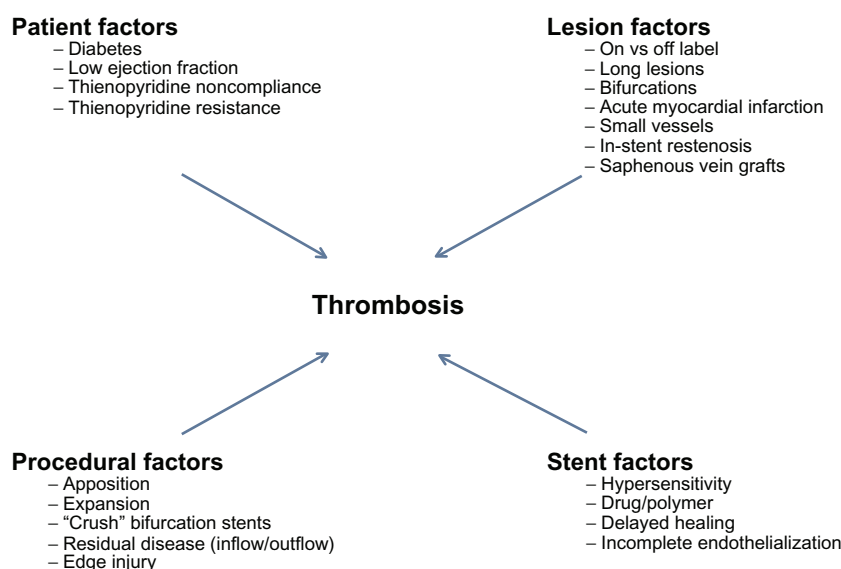 Patient factors
– Diabetes
– Low ejection fraction
– Thienopyridine noncompliance
– Thienopyridine resistance
Lesion factors
– On vs off label
– Long lesions
– Bifurcations
– Acute myocardial infarction
– Small vessels
– In-stent restenosis
– Saphenous vein grafts
Thrombosis
Procedural factors
– Apposition
– Expansion
– “Crush” bifurcation stents
– Residual disease (inflow/outflow)
– Edge injury
Stent factors
– Hypersensitivity
– Drug/polymer
– Delayed healing
– Incomplete endothelialization